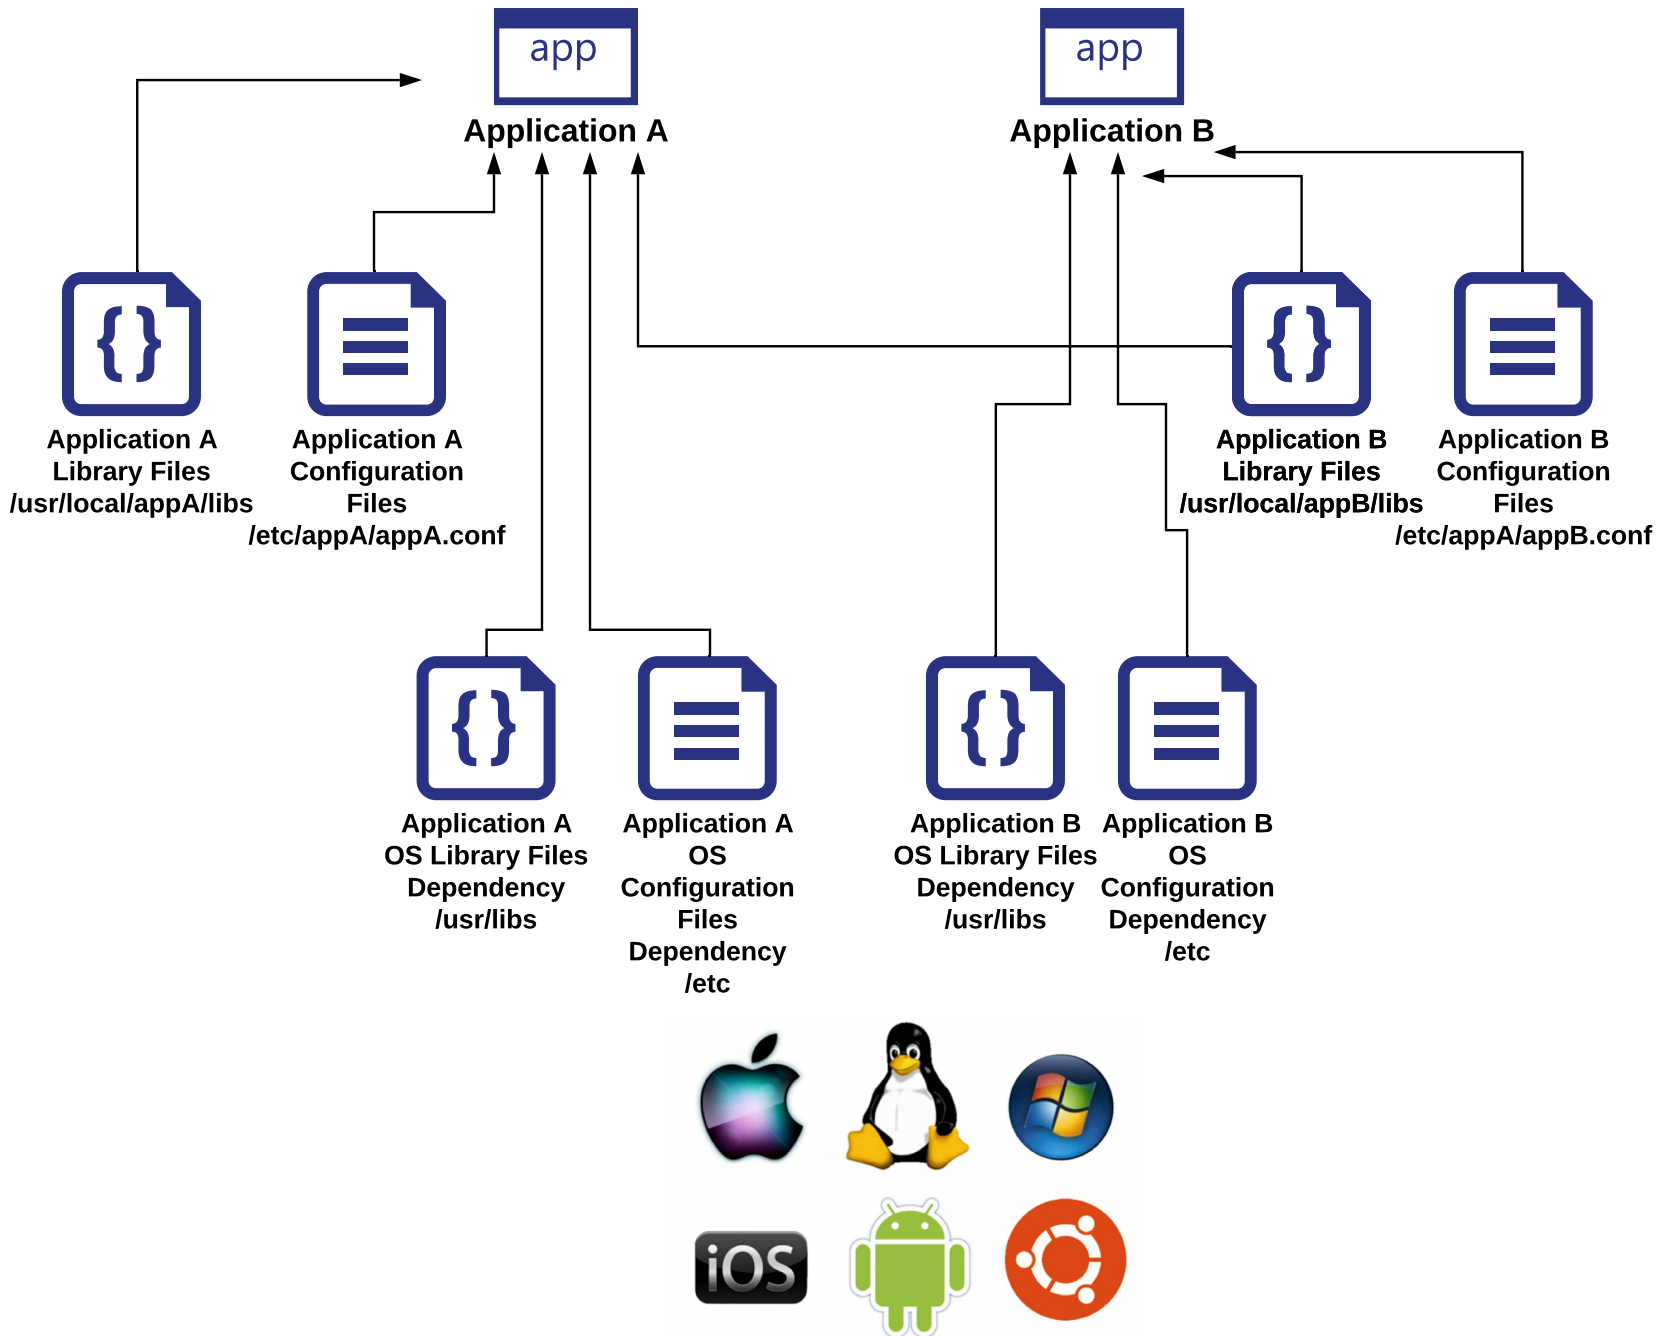 app
Application A
app
Application B
{ }
Application A
Library Files
/usr/local/appA/libs
Application A
Configuration
Files
/etc/appA/appA.conf
{ }
Application B
Library Files
/usr/local/appB/libs
Application B
Configuration
Files
/etc/appA/appB.conf
{ }
Application A
OS Library Files
Dependency
/usr/libs
Application A
OS
Configuration
Files
Dependency
/etc
{ }
Application B
OS Library Files
Dependency
/usr/libs
Application B
OS
Configuration
Dependency
/etc
iOS